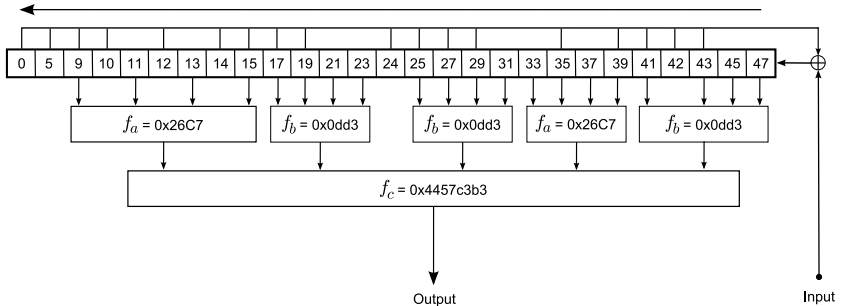 0 5 9 10 11 12 13 14 15 17 19 21 23 24 25 27 29 31 33 35 37 39 41 42 43 45 47
fa = 0x26C7 fb = 0x0dd3 fb = 0x0dd3 fa = 0x26C7 fb = 0x0dd3
fc = 0x4457c3b3
Output Input